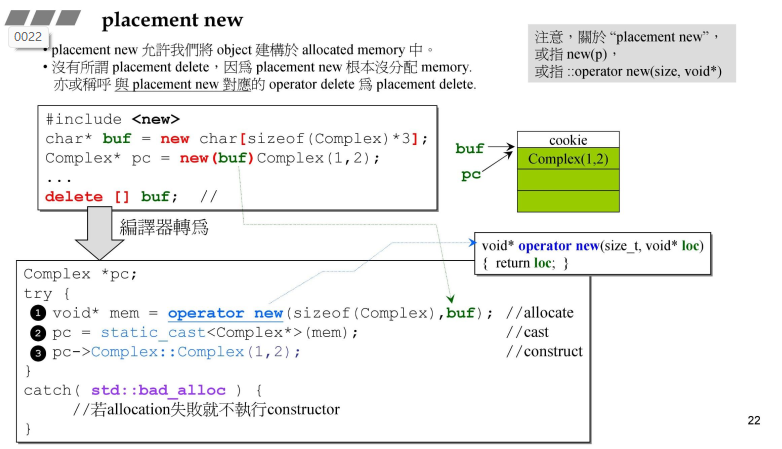 placement new
0022
• placement new 允許我們將 object 建構於 allocated memory 中。
• 沒有所謂 placement delete，因爲 placement new 根本沒分配 memory.
亦或稱呼 與 placement new 對應的 operator delete 爲 placement delete.
注意，關於 “placement new”，
或指 new(p)，
或指 ::operator new(size, void*)
#include <new>
char* buf = new char[sizeof(Complex)*3];
Complex* pc = new(buf)Complex(1,2);
...
delete [] buf; //
buf
pc
cookie
Complex(1,2)
編譯器轉爲
void* operator new(size_t, void* loc)
{ return loc; }
Complex *pc;
try {
1 void* mem = operator new(sizeof(Complex),buf); //allocate
2 pc = static_cast<Complex*>(mem); //cast
3 pc->Complex::Complex(1,2); //construct
}
catch( std::bad_alloc ) {
//若allocation失敗就不執行constructor
}
22